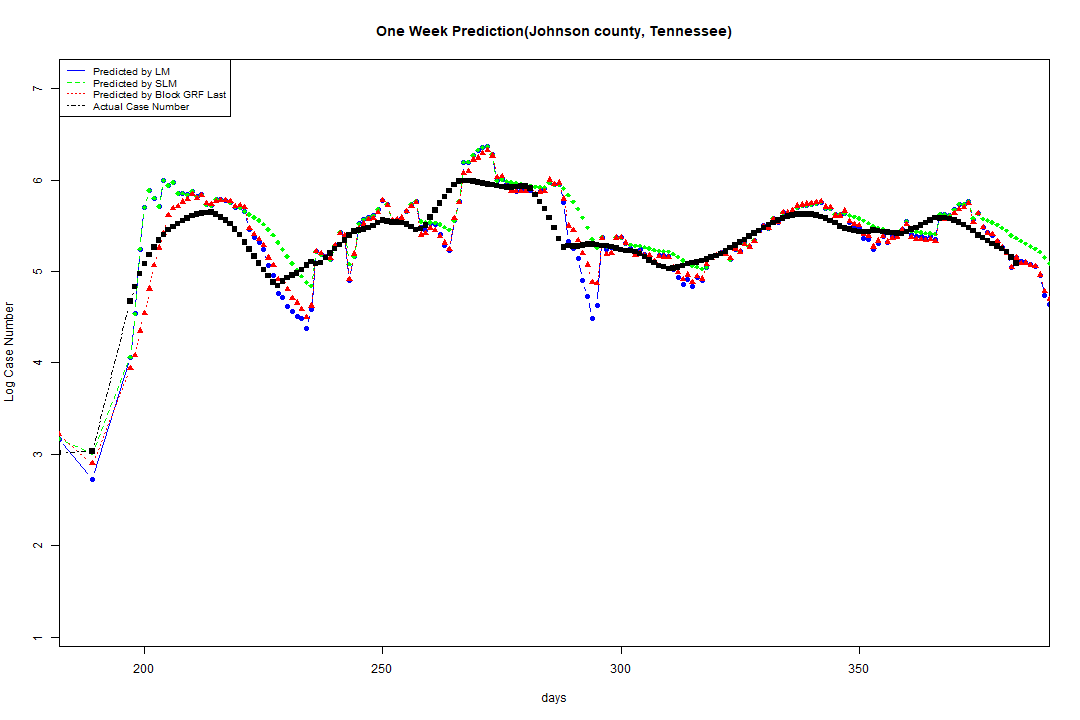 One Week Prediction(Johnson county, Tennessee)
Predicted by LM
Predicted by SLM
Predicted by Block GRF Last
Actual Case Number
7
6
5
4
3
2
1
Log Case Number
200 250 300 350
days